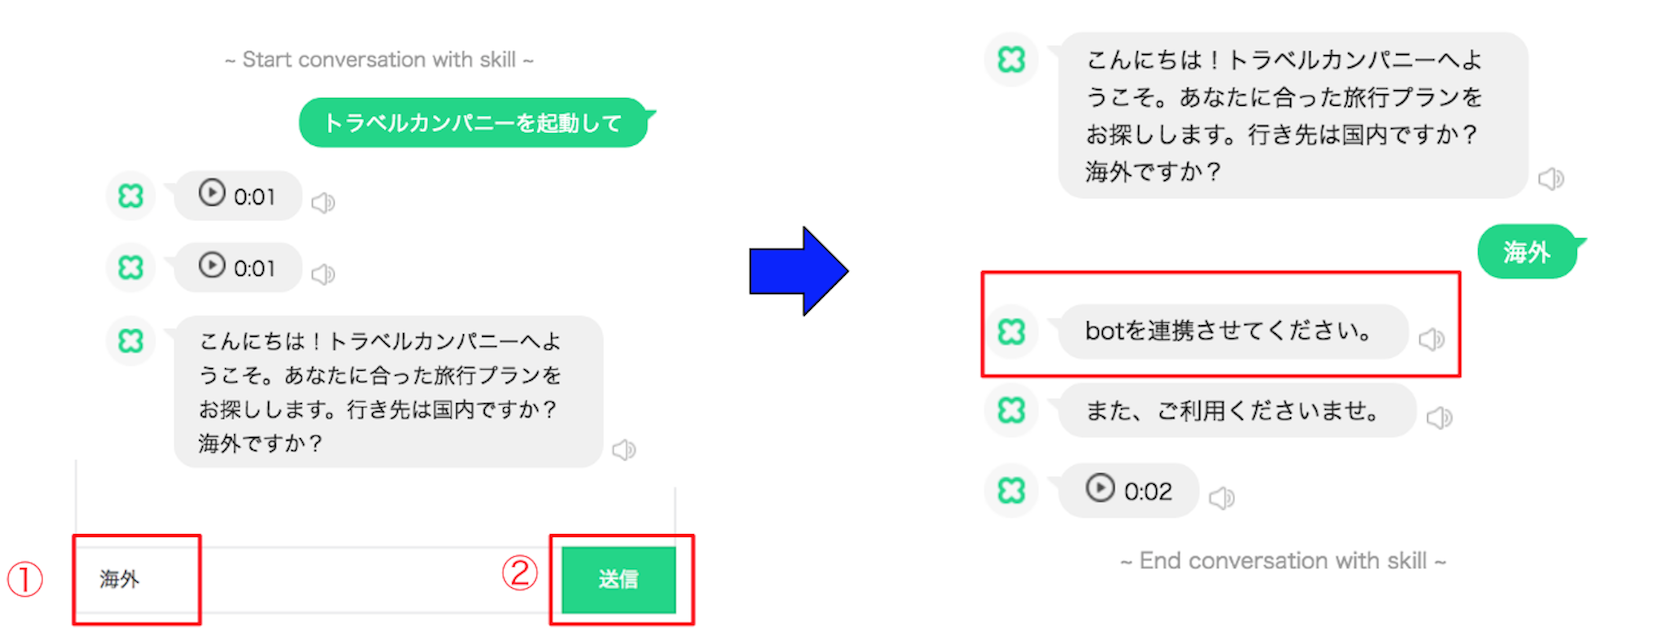 ~ Start conversation with skill ~
トラベルカンパニーを起動して
0:01
0:01
こんにちは！トラベルカンパニーへよ
うこそ。あなたに合った旅行プランを
お探しします。行き先は国内ですか？
海外ですか？
① 海外
② 送信
こんにちは！トラベルカンパニーへよ
うこそ。あなたに合った旅行プランを
お探しします。行き先は国内ですか？
海外ですか？
海外
botを連携させてください。
また、ご利用くださいませ。
0:02
~ End conversation with skill ~